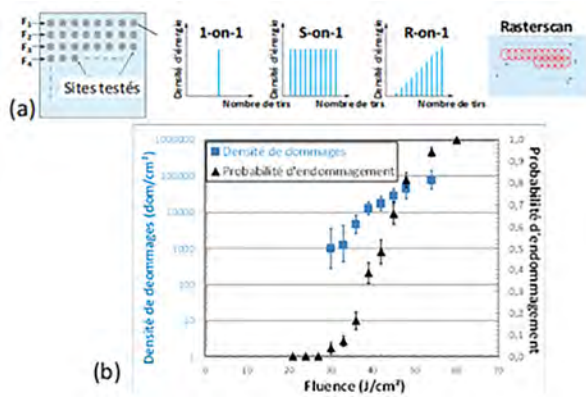 F₁
F₂
F₃
F₄
Sites testés
(a)
1-on-1
Densité d'énergie
Nombre de tirs
S-on-1
Densité d'énergie
Nombre de tirs
R-on-1
Densité d'énergie
Nombre de tirs
Rasterscan
(b)
Densité de deommages (dom/cm²)
1000000
100000
10000
1000
100
10
1
Densité de dommages
Probabilité d'endommagement
1,0
0,9
0,8
0,7
0,6
0,5
0,4
0,3
0,2
0,1
0,0
Probabilité d'endommagement
0
10
20
30
40
50
60
70
Fluence (J/cm²)